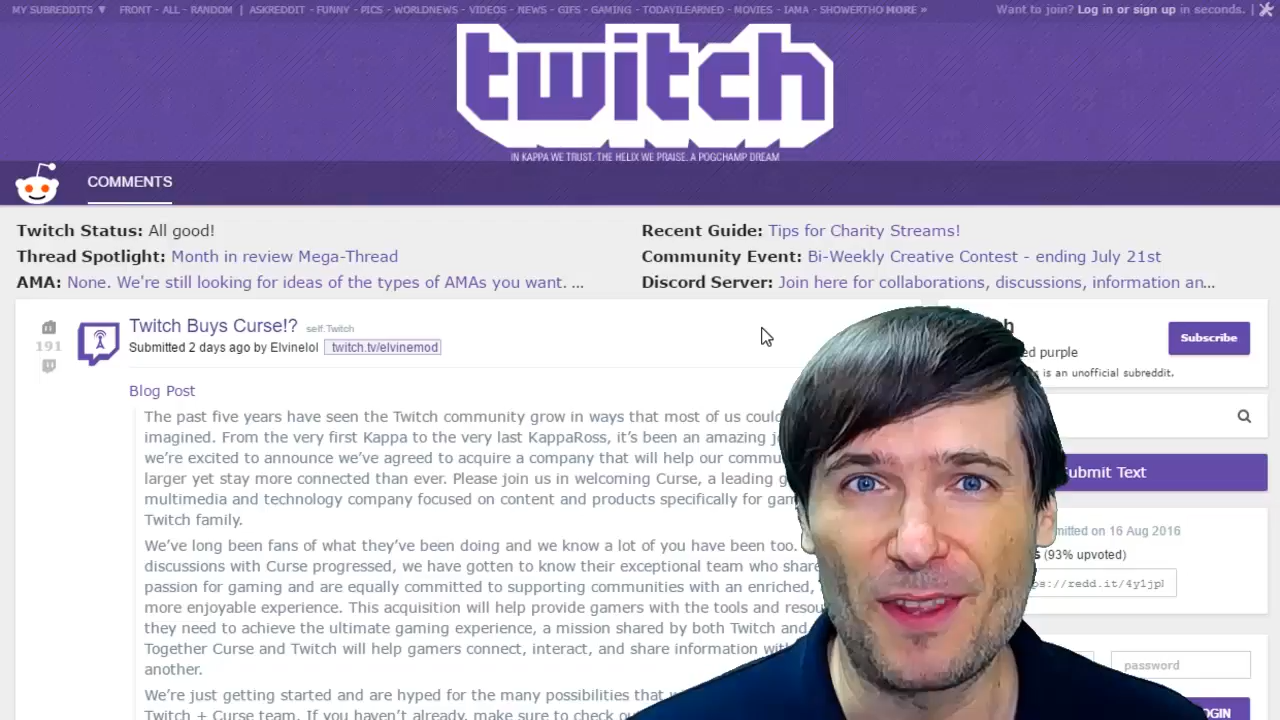 MY SUBREDDITS ▼ FRONT - ALL - RANDOM | ASKREDDIT - FUNNY - PICS - WORLDNEWS - VIDEOS - NEWS - GIFS - GAMING - TODAYILEARNED - MOVIES - IAMA - SHOWERTHO MORE » Want to join? Log in or sign up in seconds. |
twitch
IN KAPPA WE TRUST. THE HELIX WE PRAISE. A POGCHAMP DREAM
COMMENTS
Twitch Status: All good!
Recent Guide: Tips for Charity Streams!
Thread Spotlight: Month in review Mega-Thread
Community Event: Bi-Weekly Creative Contest - ending July 21st
AMA: None. We're still looking for ideas of the types of AMAs you want. ...
Discord Server: Join here for collaborations, discussions, information an...
191
Twitch Buys Curse!? self.Twitch
Submitted 2 days ago by Elvinelol twitch.tv/elvinemod
Blog Post
The past five years have seen the Twitch community grow in ways that most of us
imagined. From the very first Kappa to the very last KappaRoss, it's been an amazing
we're excited to announce we've agreed to acquire a company that will help our
larger yet stay more connected than ever. Please join us in welcoming Curse, a leading
multimedia and technology company focused on content and products specifically for
Twitch family.
We've long been fans of what they've been doing and we know a lot of you have been too.
discussions with Curse progressed, we have gotten to know their exceptional team who
passion for gaming and are equally committed to supporting communities with an enriched,
more enjoyable experience. This acquisition will help provide gamers with the tools and
they need to achieve the ultimate gaming experience, a mission shared by both Twitch and
Together Curse and Twitch will help gamers connect, interact, and share information
another.
We're just getting started and are hyped for the many possibilities that
Twitch + Curse team. If you haven't already, make sure to check
Subscribe
purple
is an unofficial subreddit.
Submit Text
on 16 Aug 2016
(93% upvoted)
password